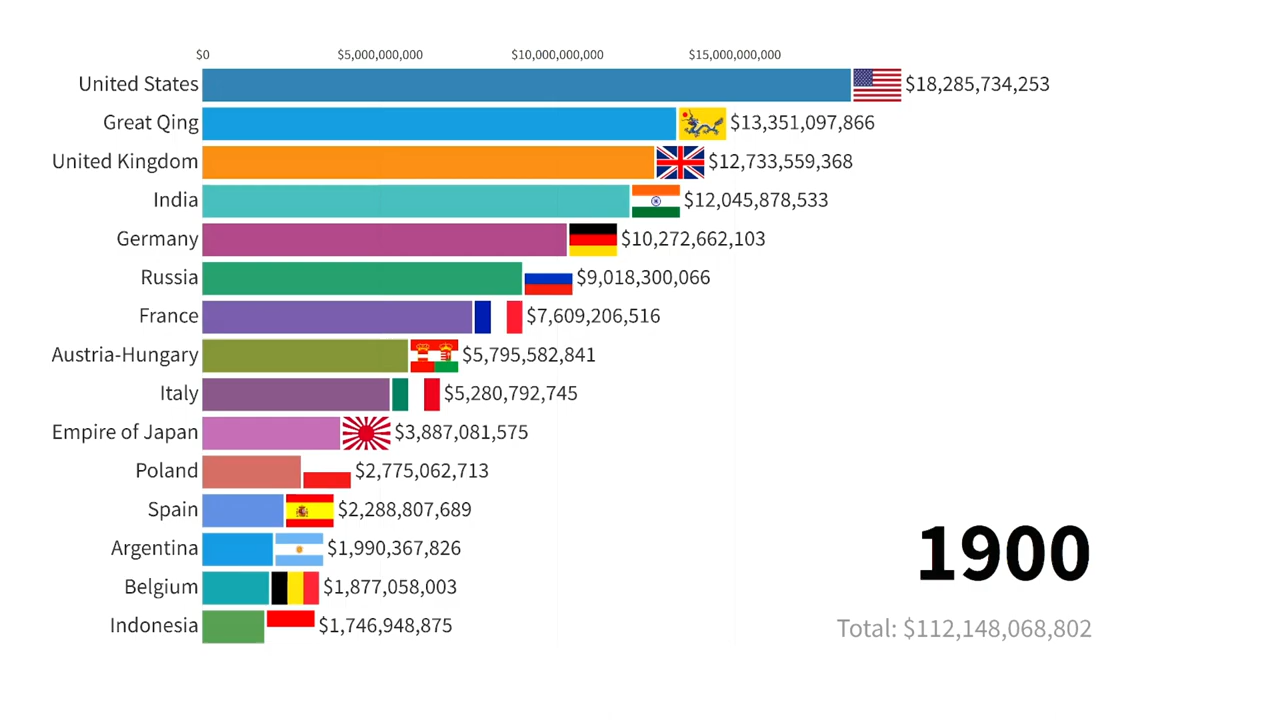 $0 $5,000,000,000 $10,000,000,000 $15,000,000,000
United States $18,285,734,253
Great Qing $13,351,097,866
United Kingdom $12,733,559,368
India $12,045,878,533
Germany $10,272,662,103
Russia $9,018,300,066
France $7,609,206,516
Austria-Hungary $5,795,582,841
Italy $5,280,792,745
Empire of Japan $3,887,081,575
Poland $2,775,062,713
Spain $2,288,807,689
Argentina $1,990,367,826
Belgium $1,877,058,003
Indonesia $1,746,948,875
1900
Total: $112,148,068,802